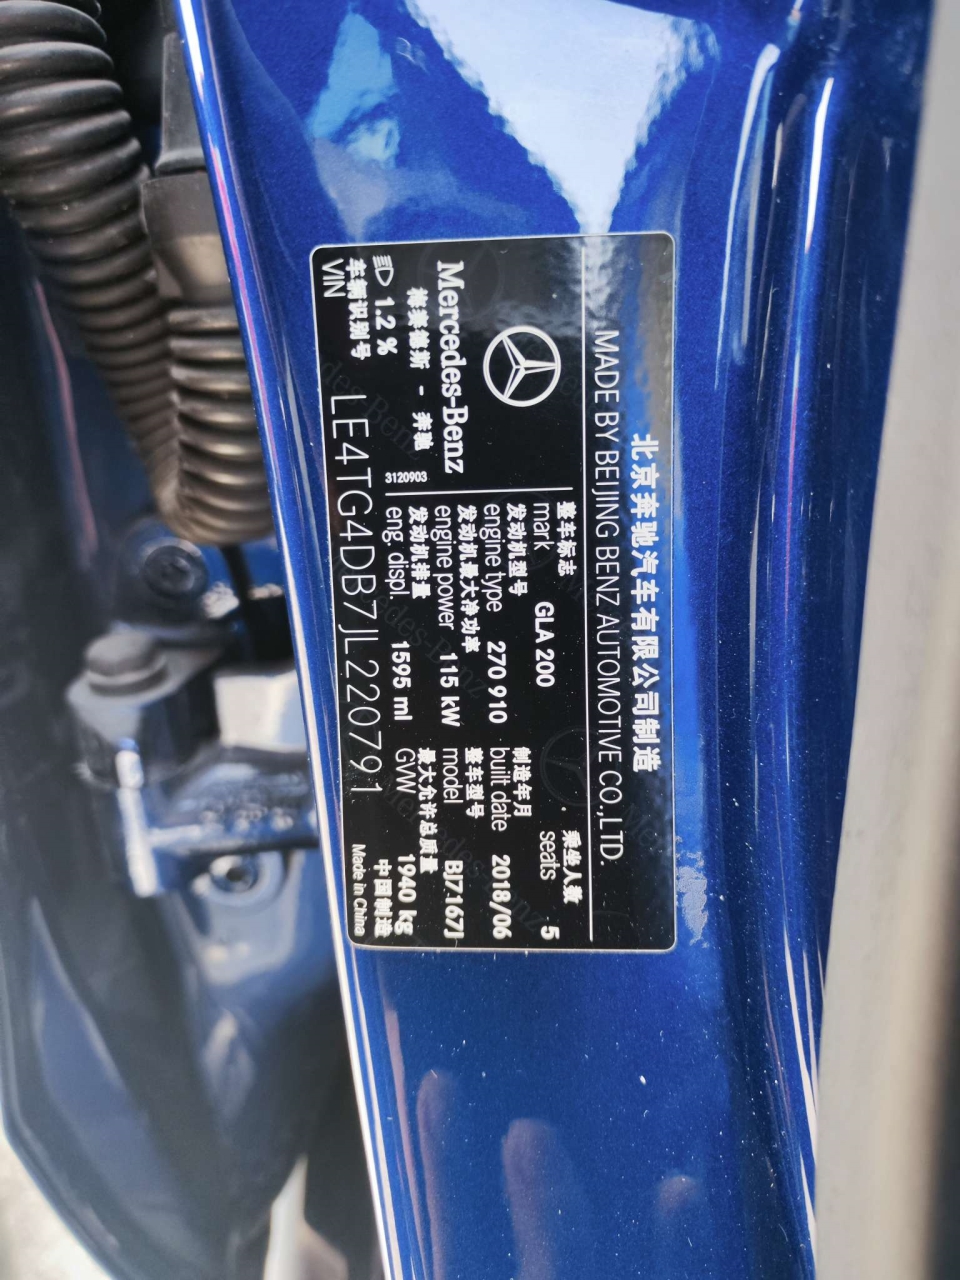 北京奔驰汽车有限公司制造
MADE BY BEIJING BENZ AUTOMOTIVE CO.,LTD.
Mercedes-Benz
梅赛德斯 - 奔驰
1.2 %
3120903
整车标志
mark GLA 200
乘坐人数
seats 5
发动机型号
engine type 270 910
制造年月
built date 2018/06
发动机最大净功率
engine power 115 kW
整车型号
model BJ7167J
发动机排量
eng. displ. 1595 ml
最大允许总质量
GVW 1940 kg
车辆识别号
VIN LE4TG4DB7JL220791
中国制造
Made in China